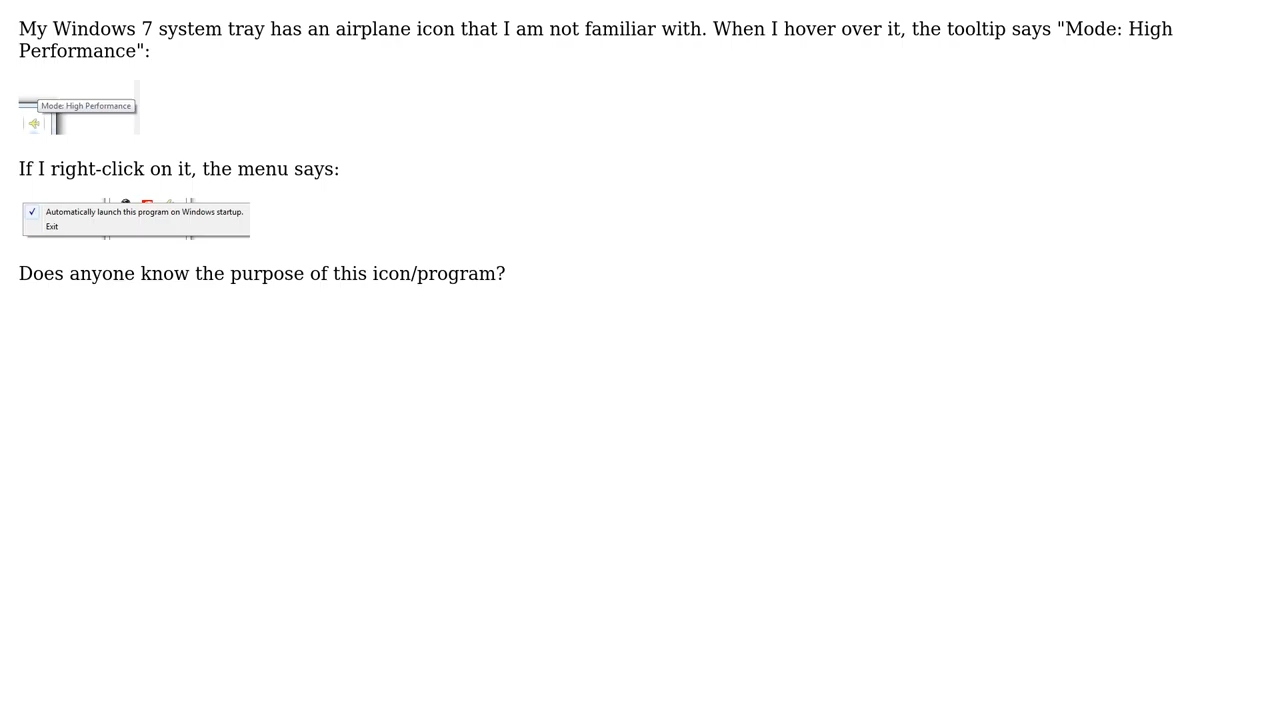 My Windows 7 system tray has an airplane icon that I am not familiar with. When I hover over it, the tooltip says "Mode: High
Performance":
Mode: High Performance
If I right-click on it, the menu says:
Automatically launch this program on Windows startup.
Exit
Does anyone know the purpose of this icon/program?